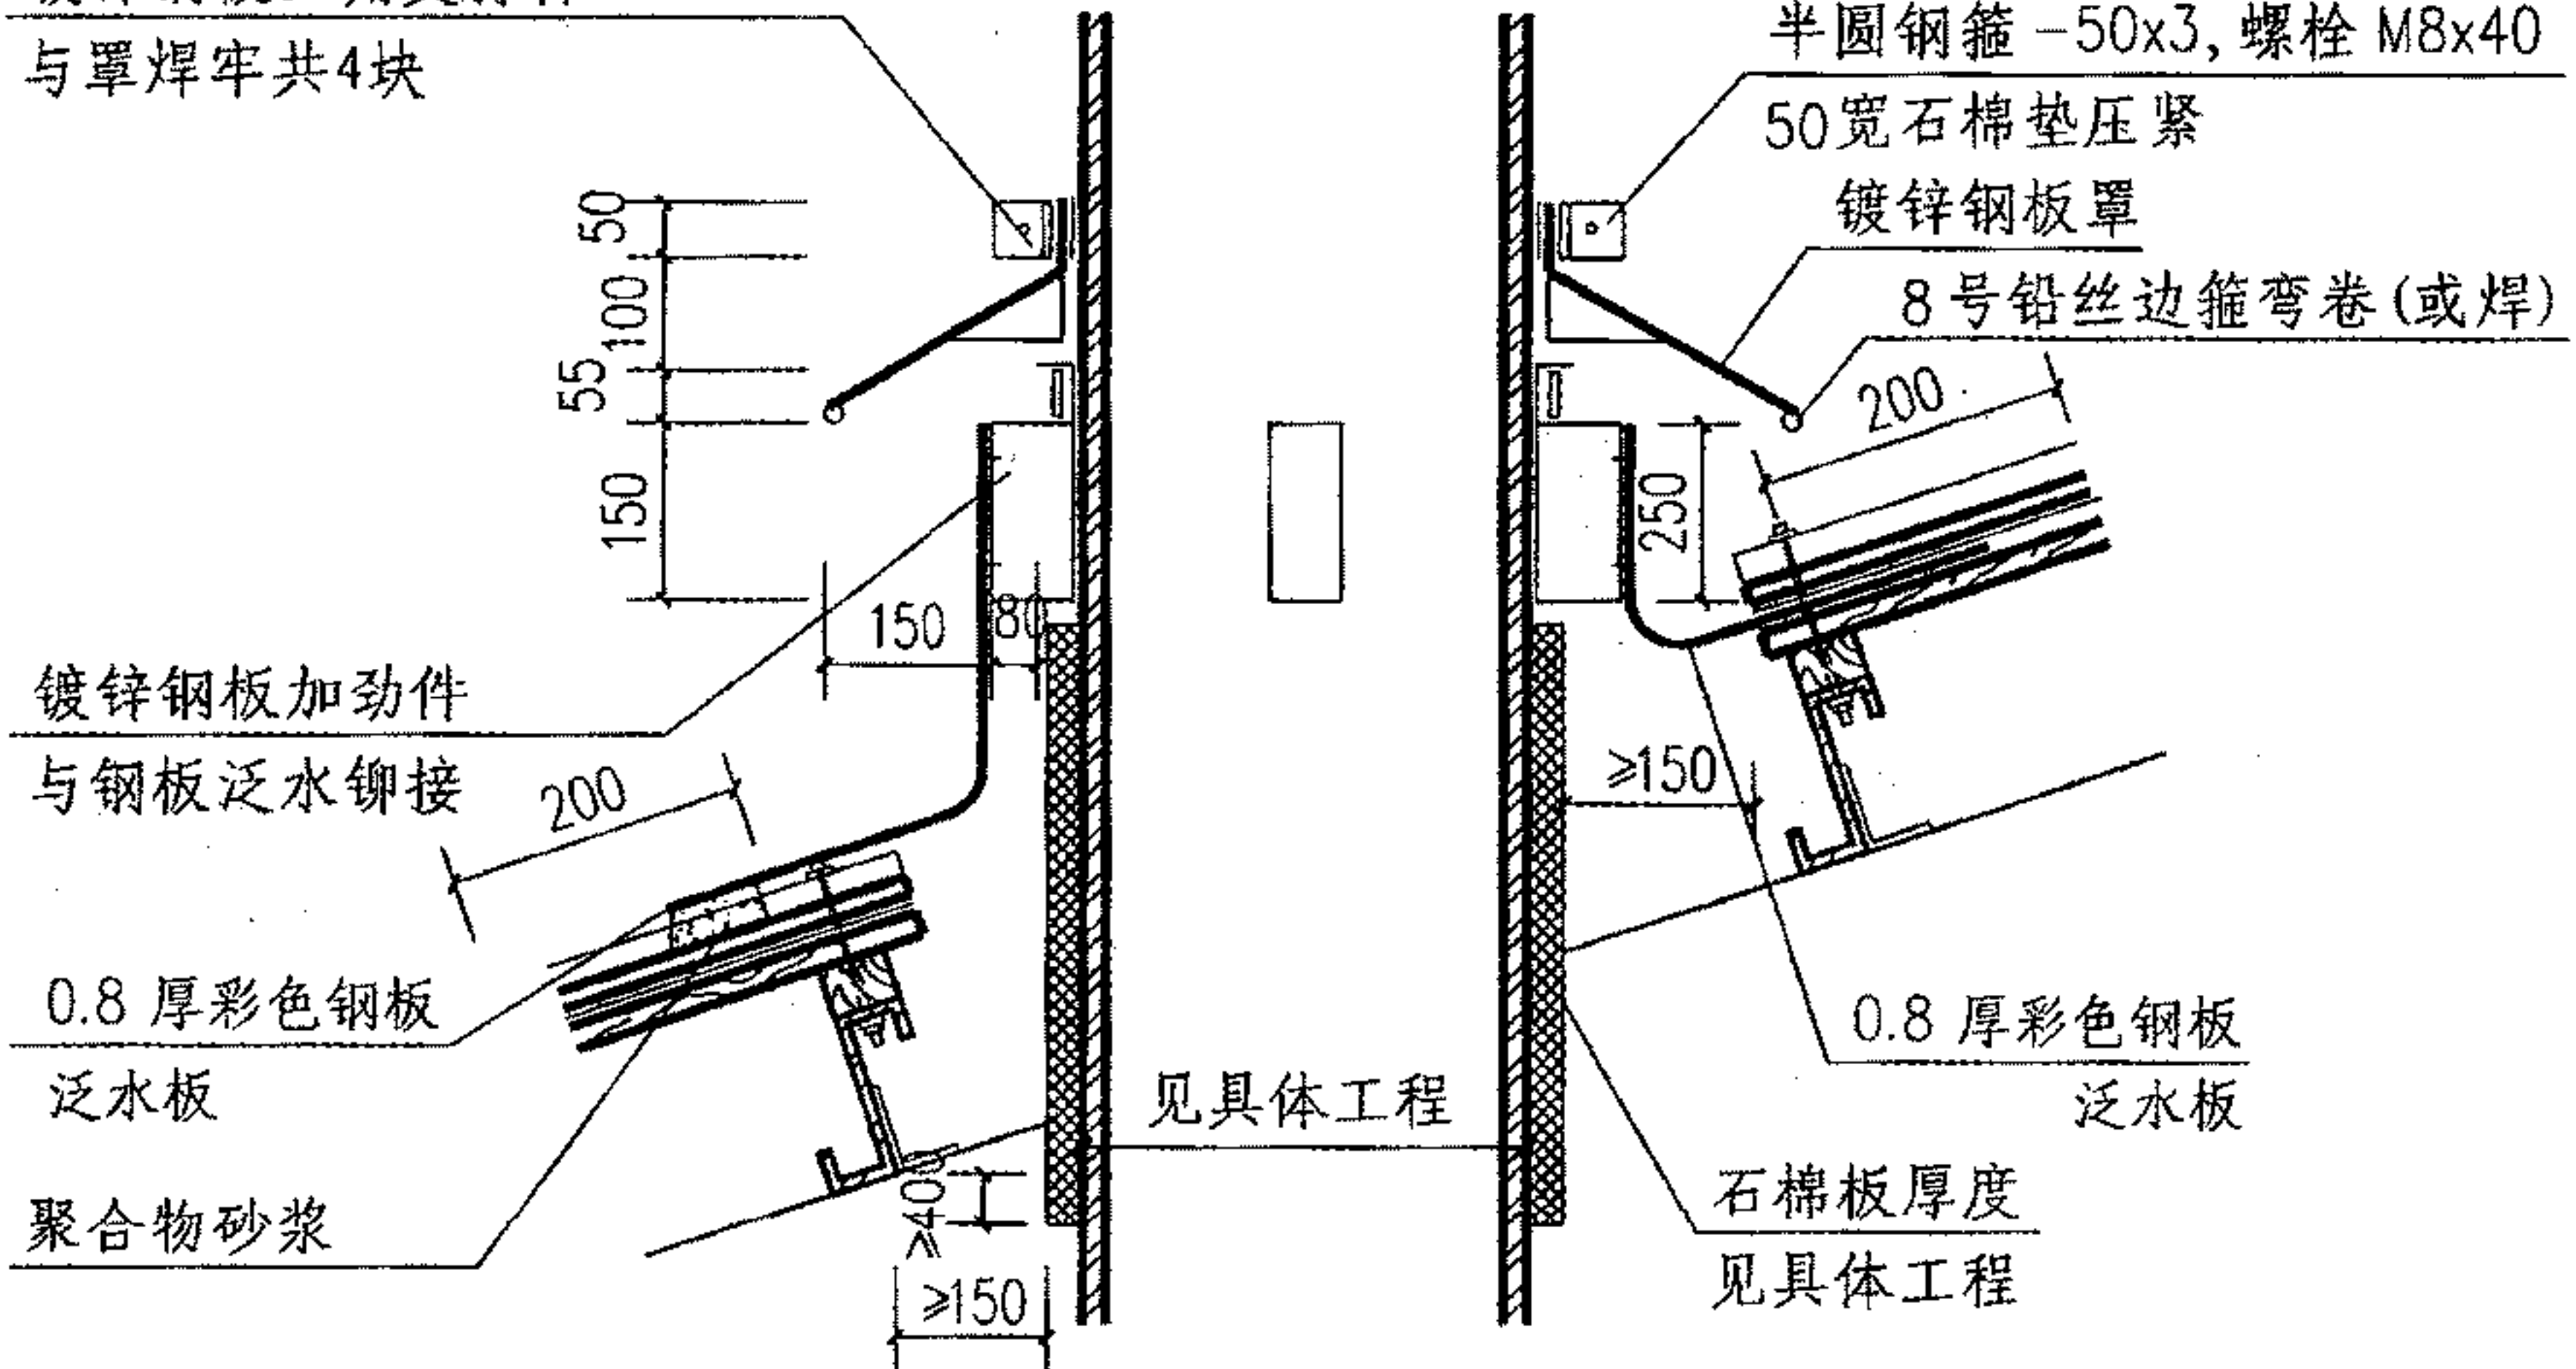 与罩焊牢共4块
半圆钢箍 -50x3, 螺栓 M8x40
50宽石棉垫压紧
镀锌钢板罩
8号铅丝边箍弯卷(或焊)
50
100
55
150
200
250
150
80
镀锌钢板加劲件
与钢板泛水铆接
200
≥150
0.8 厚彩色钢板
泛水板
0.8 厚彩色钢板
泛水板
见具体工程
聚合物砂浆
≥400
石棉板厚度
见具体工程
≥150